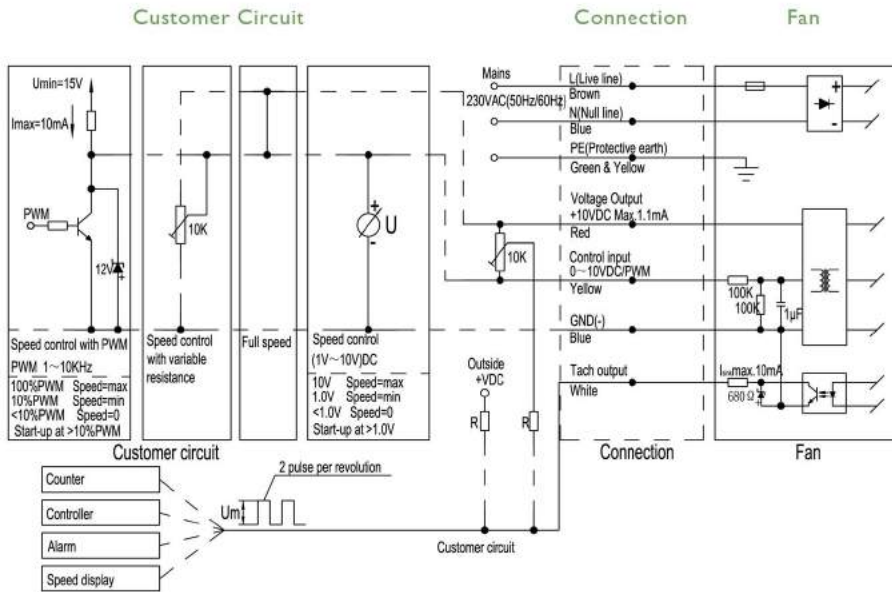 Customer Circuit
Connection
Fan
Umin=15V
Imax=10mA
PWM
12V
10K
U
+
-
Mains
230VAC(50Hz/60Hz)
L(Live line)
Brown
N(Null line)
Blue
PE(Protective earth)
Green & Yellow
Voltage Output
+10VDC Max.1.1mA
Red
10K
Control input
0～10VDC/PWM
Yellow
GND(-)
Blue
Tach output
White
+
-
100K
100K
1μF
max.10mA
680Ω
Speed control with PWM
PWM 1～10KHz
100%PWM Speed=max
10%PWM Speed=min
<10%PWM Speed=0
Start-up at >10%PWM
Speed control
with variable
resistance
Full speed
Speed control
(1V～10V)DC
10V Speed=max
1.0V Speed=min
<1.0V Speed=0
Start-up at>1.0V
Outside
+VDC
R
R
Customer circuit
Connection
Fan
Counter
Controller
Alarm
Speed display
Um
2 pulse per revolution
Customer circuit